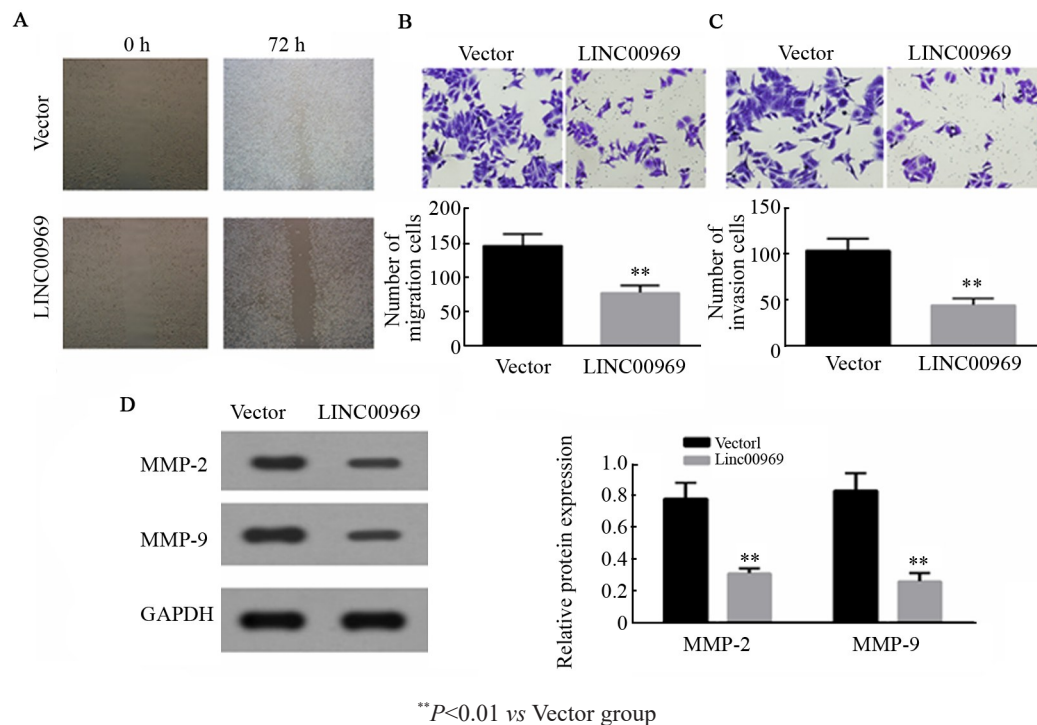 A
0 h 72 h
Vector
LINC00969
B
Vector LINC00969
Number of
migration cells
200
150
100
50
0
**
Vector LINC00969
C
Vector LINC00969
Number of
invasion cells
150
100
50
0
**
Vector LINC00969
D
Vector LINC00969
MMP-2
MMP-9
GAPDH
Vectorl
Linc00969
Relative protein expression
1.0
0.8
0.6
0.4
0.2
0
**
**
MMP-2 MMP-9
**P<0.01 vs Vector group